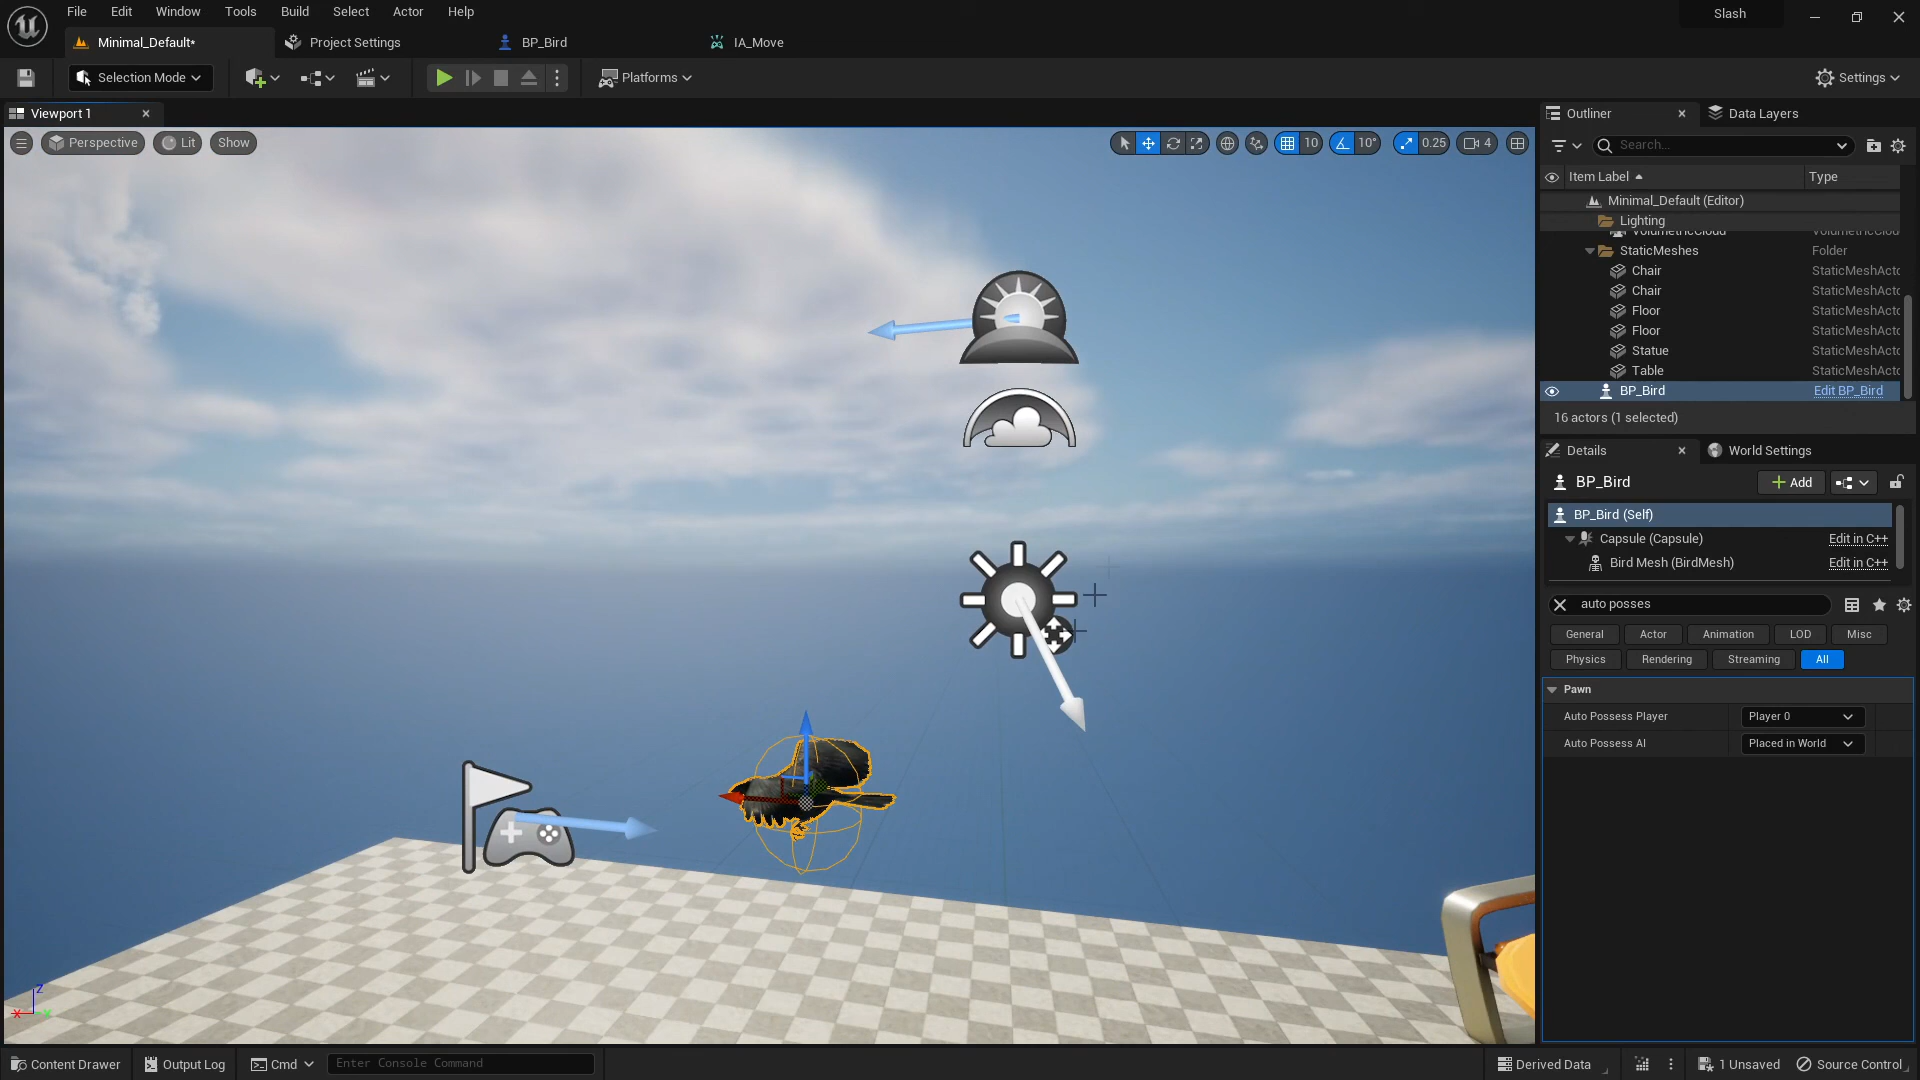 File Edit Window Tools Build Select Actor Help
Slash
Minimal_Default*
Project Settings
BP_Bird
IA_Move
Selection Mode
Platforms
Settings
Viewport 1
Perspective
Lit
Show
10
10°
0.25
4
Outliner
Data Layers
Search...
Item Label
Type
Minimal_Default (Editor)
Lighting
VolumetricCloud
StaticMeshes
Folder
Chair
StaticMeshActo
Chair
StaticMeshActo
Floor
StaticMeshActo
Floor
StaticMeshActo
Statue
StaticMeshActo
Table
StaticMeshActo
BP_Bird
Edit BP_Bird
16 actors (1 selected)
Details
World Settings
BP_Bird
Add
BP_Bird (Self)
Capsule (Capsule)
Edit in C++
Bird Mesh (BirdMesh)
Edit in C++
auto posses
General
Actor
Animation
LOD
Misc
Physics
Rendering
Streaming
All
Pawn
Auto Possess Player
Player 0
Auto Possess AI
Placed in World
Z
X
Y
Content Drawer
Output Log
Cmd
Enter Console Command
Derived Data
1 Unsaved
Source Control